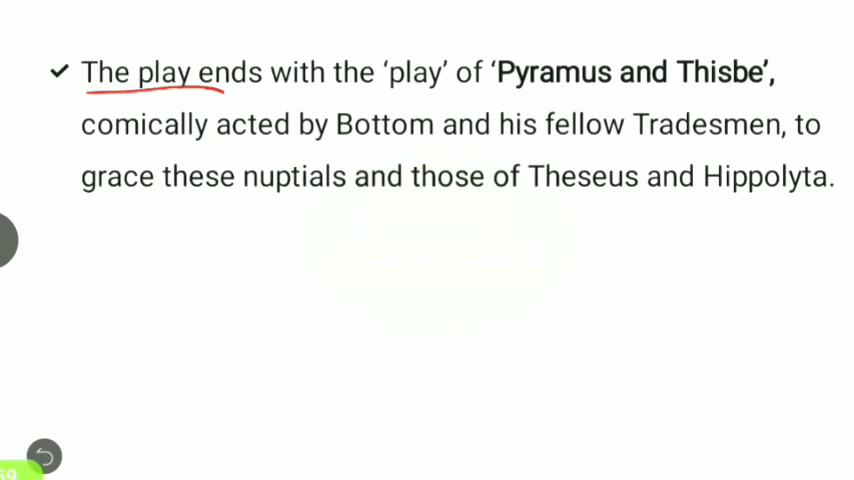 The play ends with the ‘play’ of ‘Pyramus and Thisbe’,
comically acted by Bottom and his fellow Tradesmen, to
grace these nuptials and those of Theseus and Hippolyta.
59